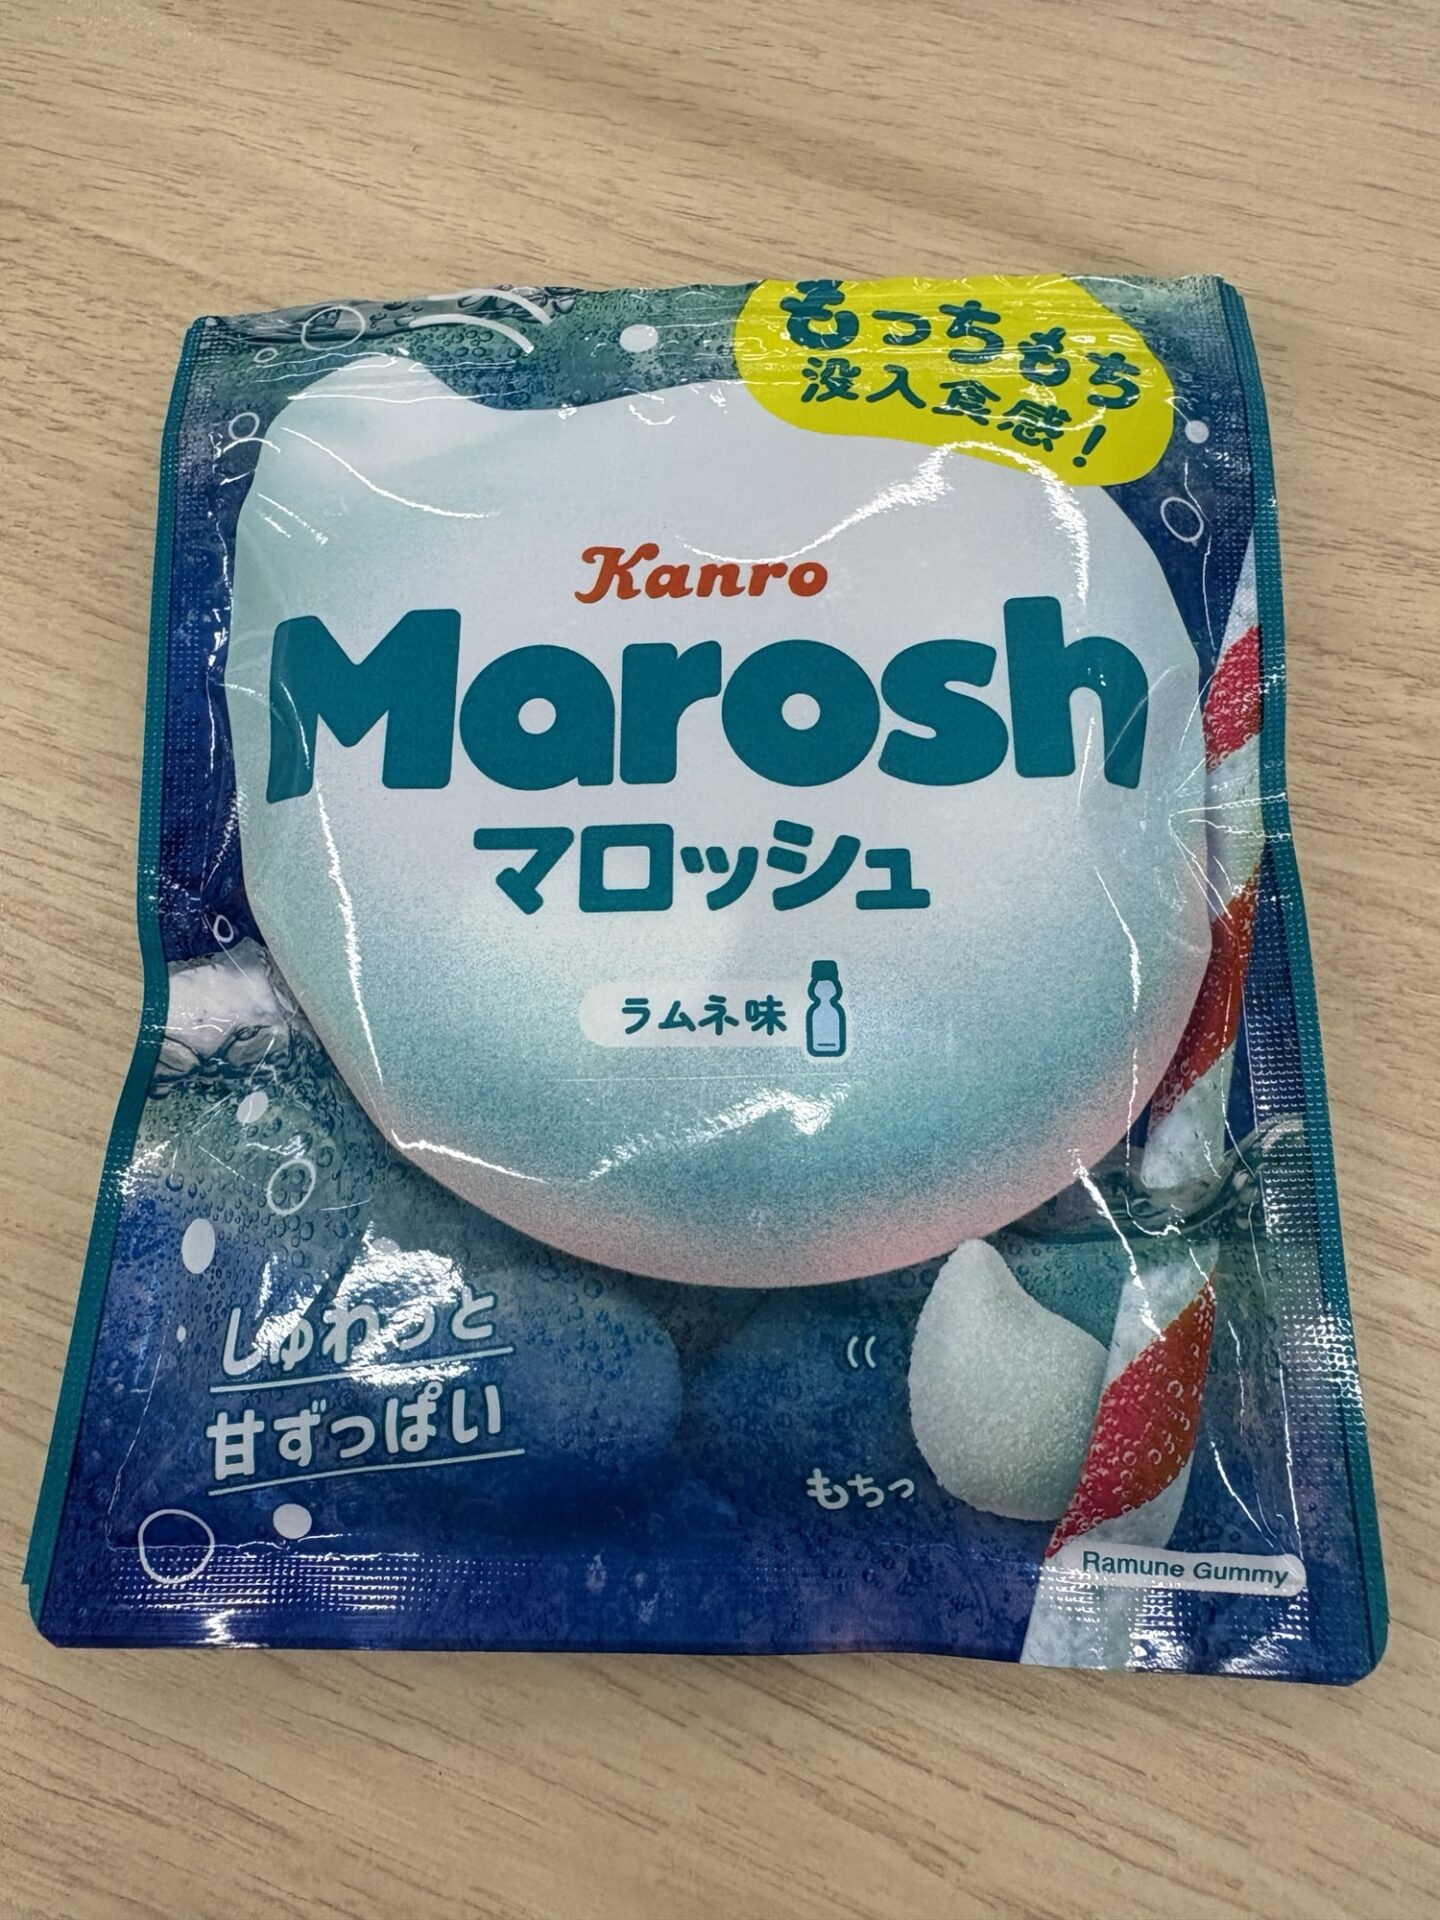 もっちもち
没入食感!
Kanro
Marosh
マロッシュ
ラムネ味
しゅわっと
甘ずっぱい
もちっ
Ramune Gummy